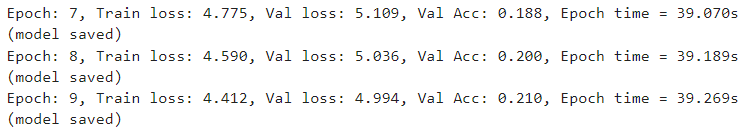 Epoch: 7, Train loss: 4.775, Val loss: 5.109, Val Acc: 0.188, Epoch time = 39.070s
(model saved)
Epoch: 8, Train loss: 4.590, Val loss: 5.036, Val Acc: 0.200, Epoch time = 39.189s
(model saved)
Epoch: 9, Train loss: 4.412, Val loss: 4.994, Val Acc: 0.210, Epoch time = 39.269s
(model saved)